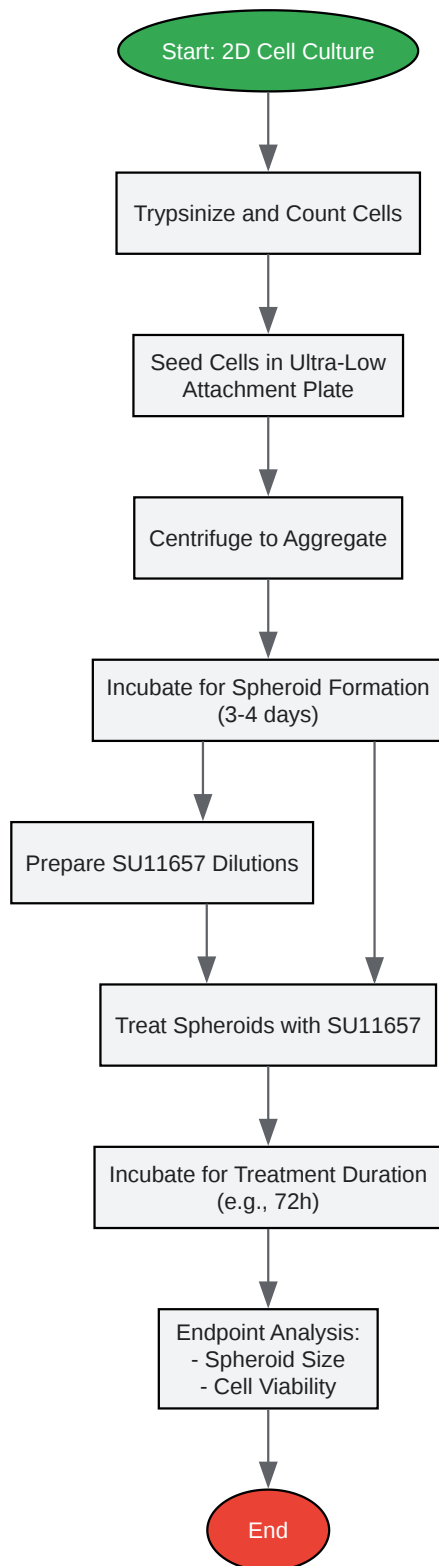 Start: 2D Cell Culture
Trypsinize and Count Cells
Seed Cells in Ultra-Low
Attachment Plate
Centrifuge to Aggregate
Incubate for Spheroid Formation
(3-4 days)
Prepare SU11657 Dilutions
Treat Spheroids with SU11657
Incubate for Treatment Duration
(e.g., 72h)
Endpoint Analysis:
- Spheroid Size
- Cell Viability
End